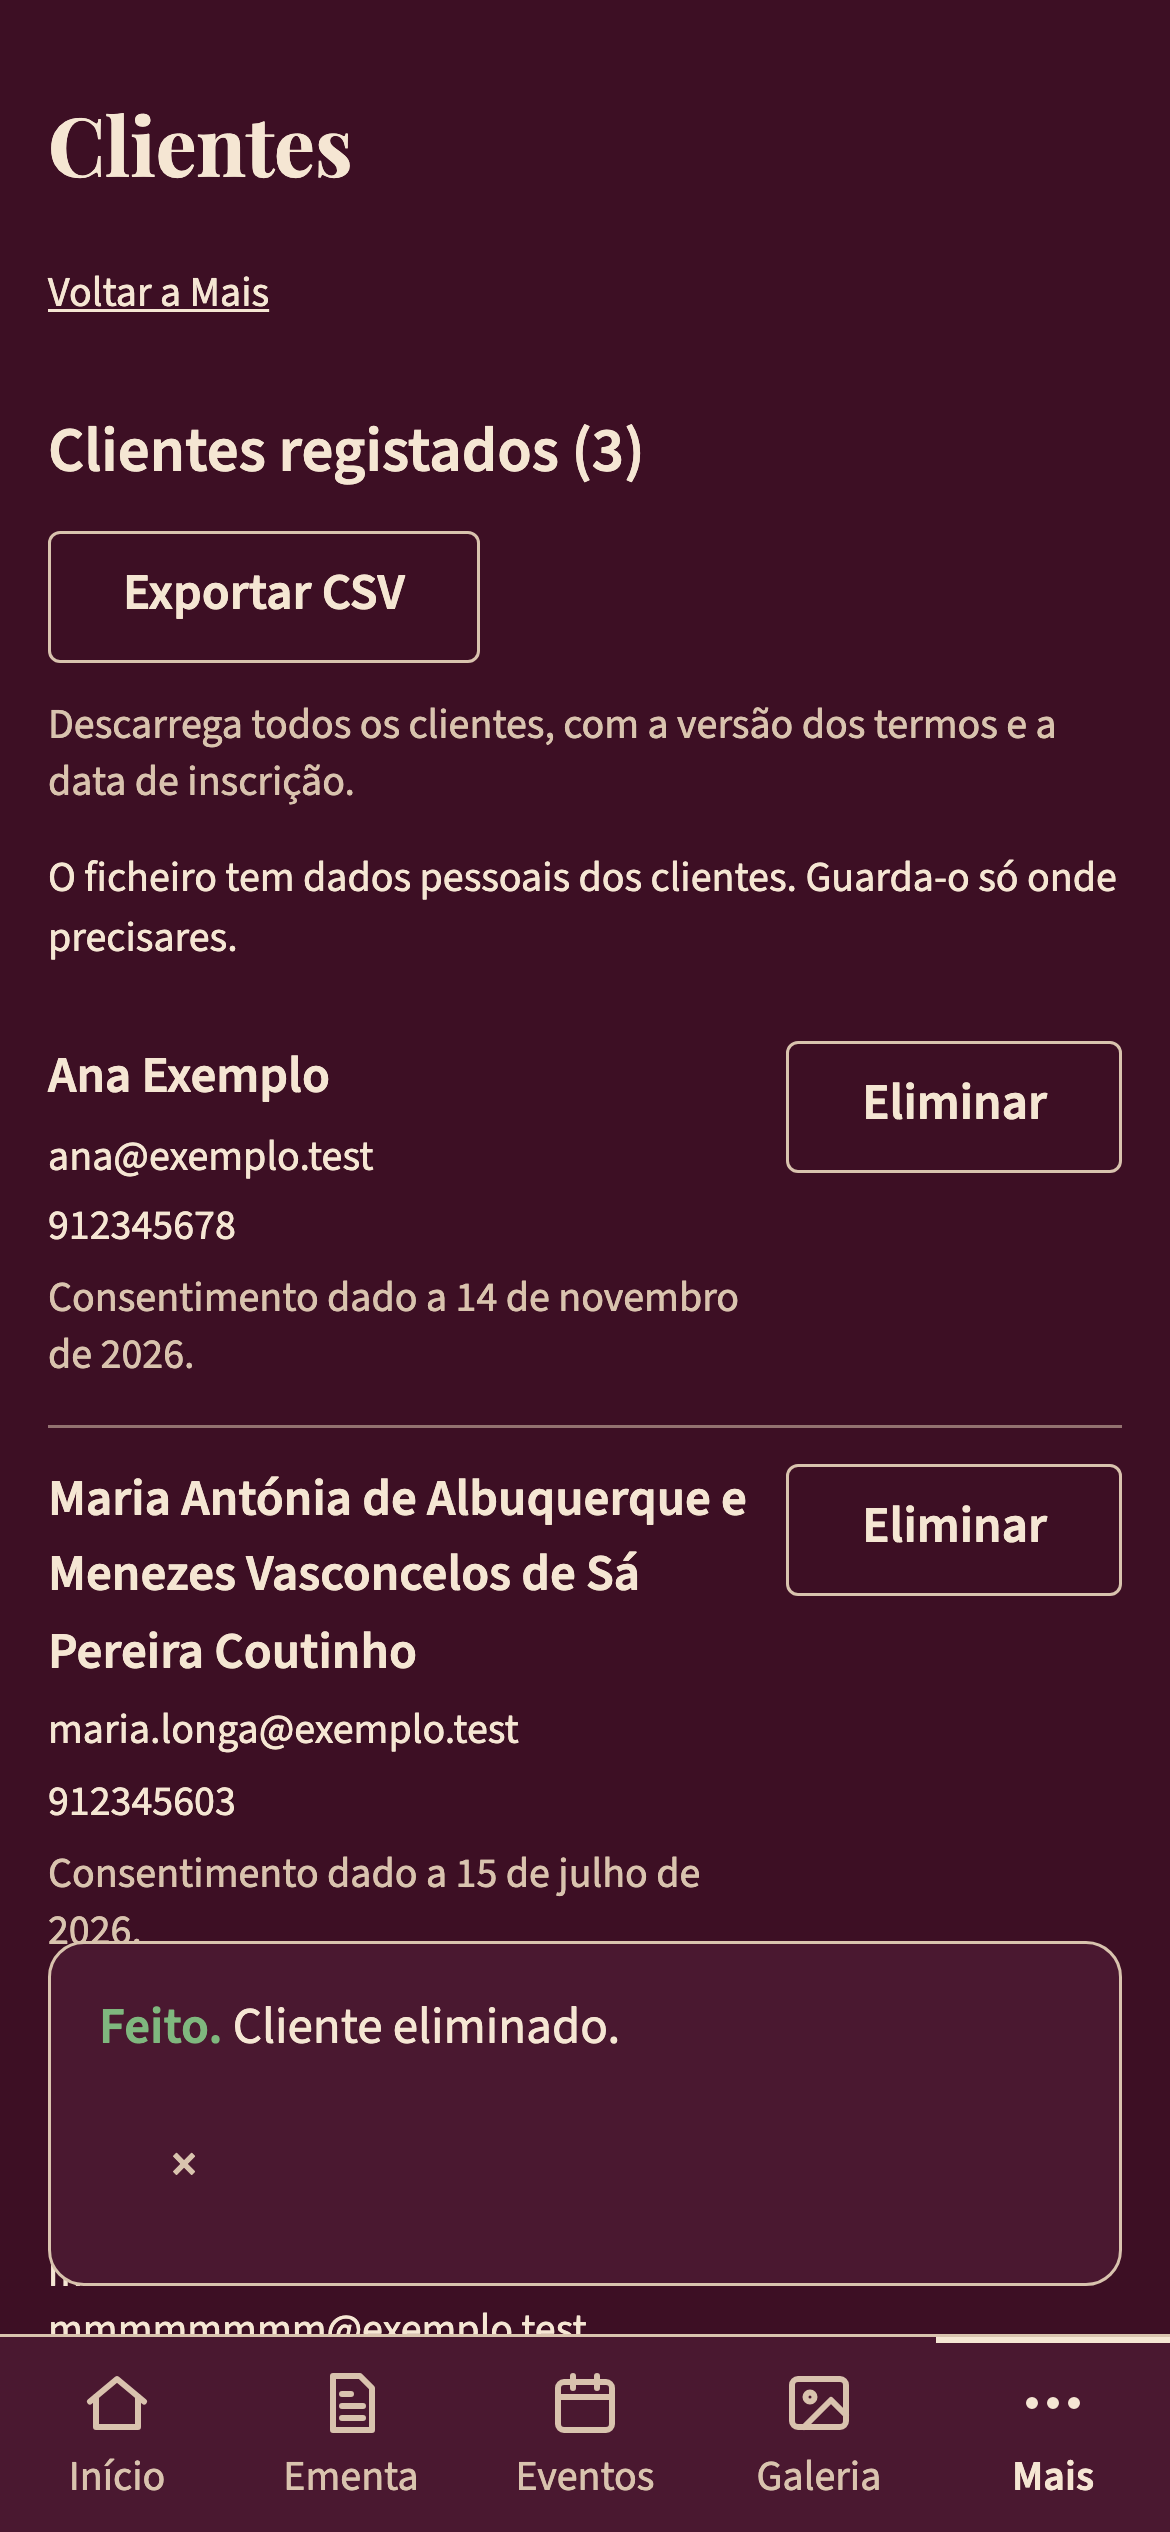 Clientes
Voltar a Mais
Clientes registados (3)
Exportar CSV
Descarrega todos os clientes, com a versão dos termos e a
data de inscrição.
O ficheiro tem dados pessoais dos clientes. Guarda-o só onde
precisares.
Ana Exemplo
Eliminar
ana@exemplo.test
912345678
Consentimento dado a 14 de novembro
de 2026.
Maria Antónia de Albuquerque e
Menezes Vasconcelos de Sá
Pereira Coutinho
Eliminar
maria.longa@exemplo.test
912345603
Consentimento dado a 15 de julho de
2026.
Feito. Cliente eliminado.
×
mmmmmmmmm@exemplo.test
Início
Ementa
Eventos
Galeria
Mais